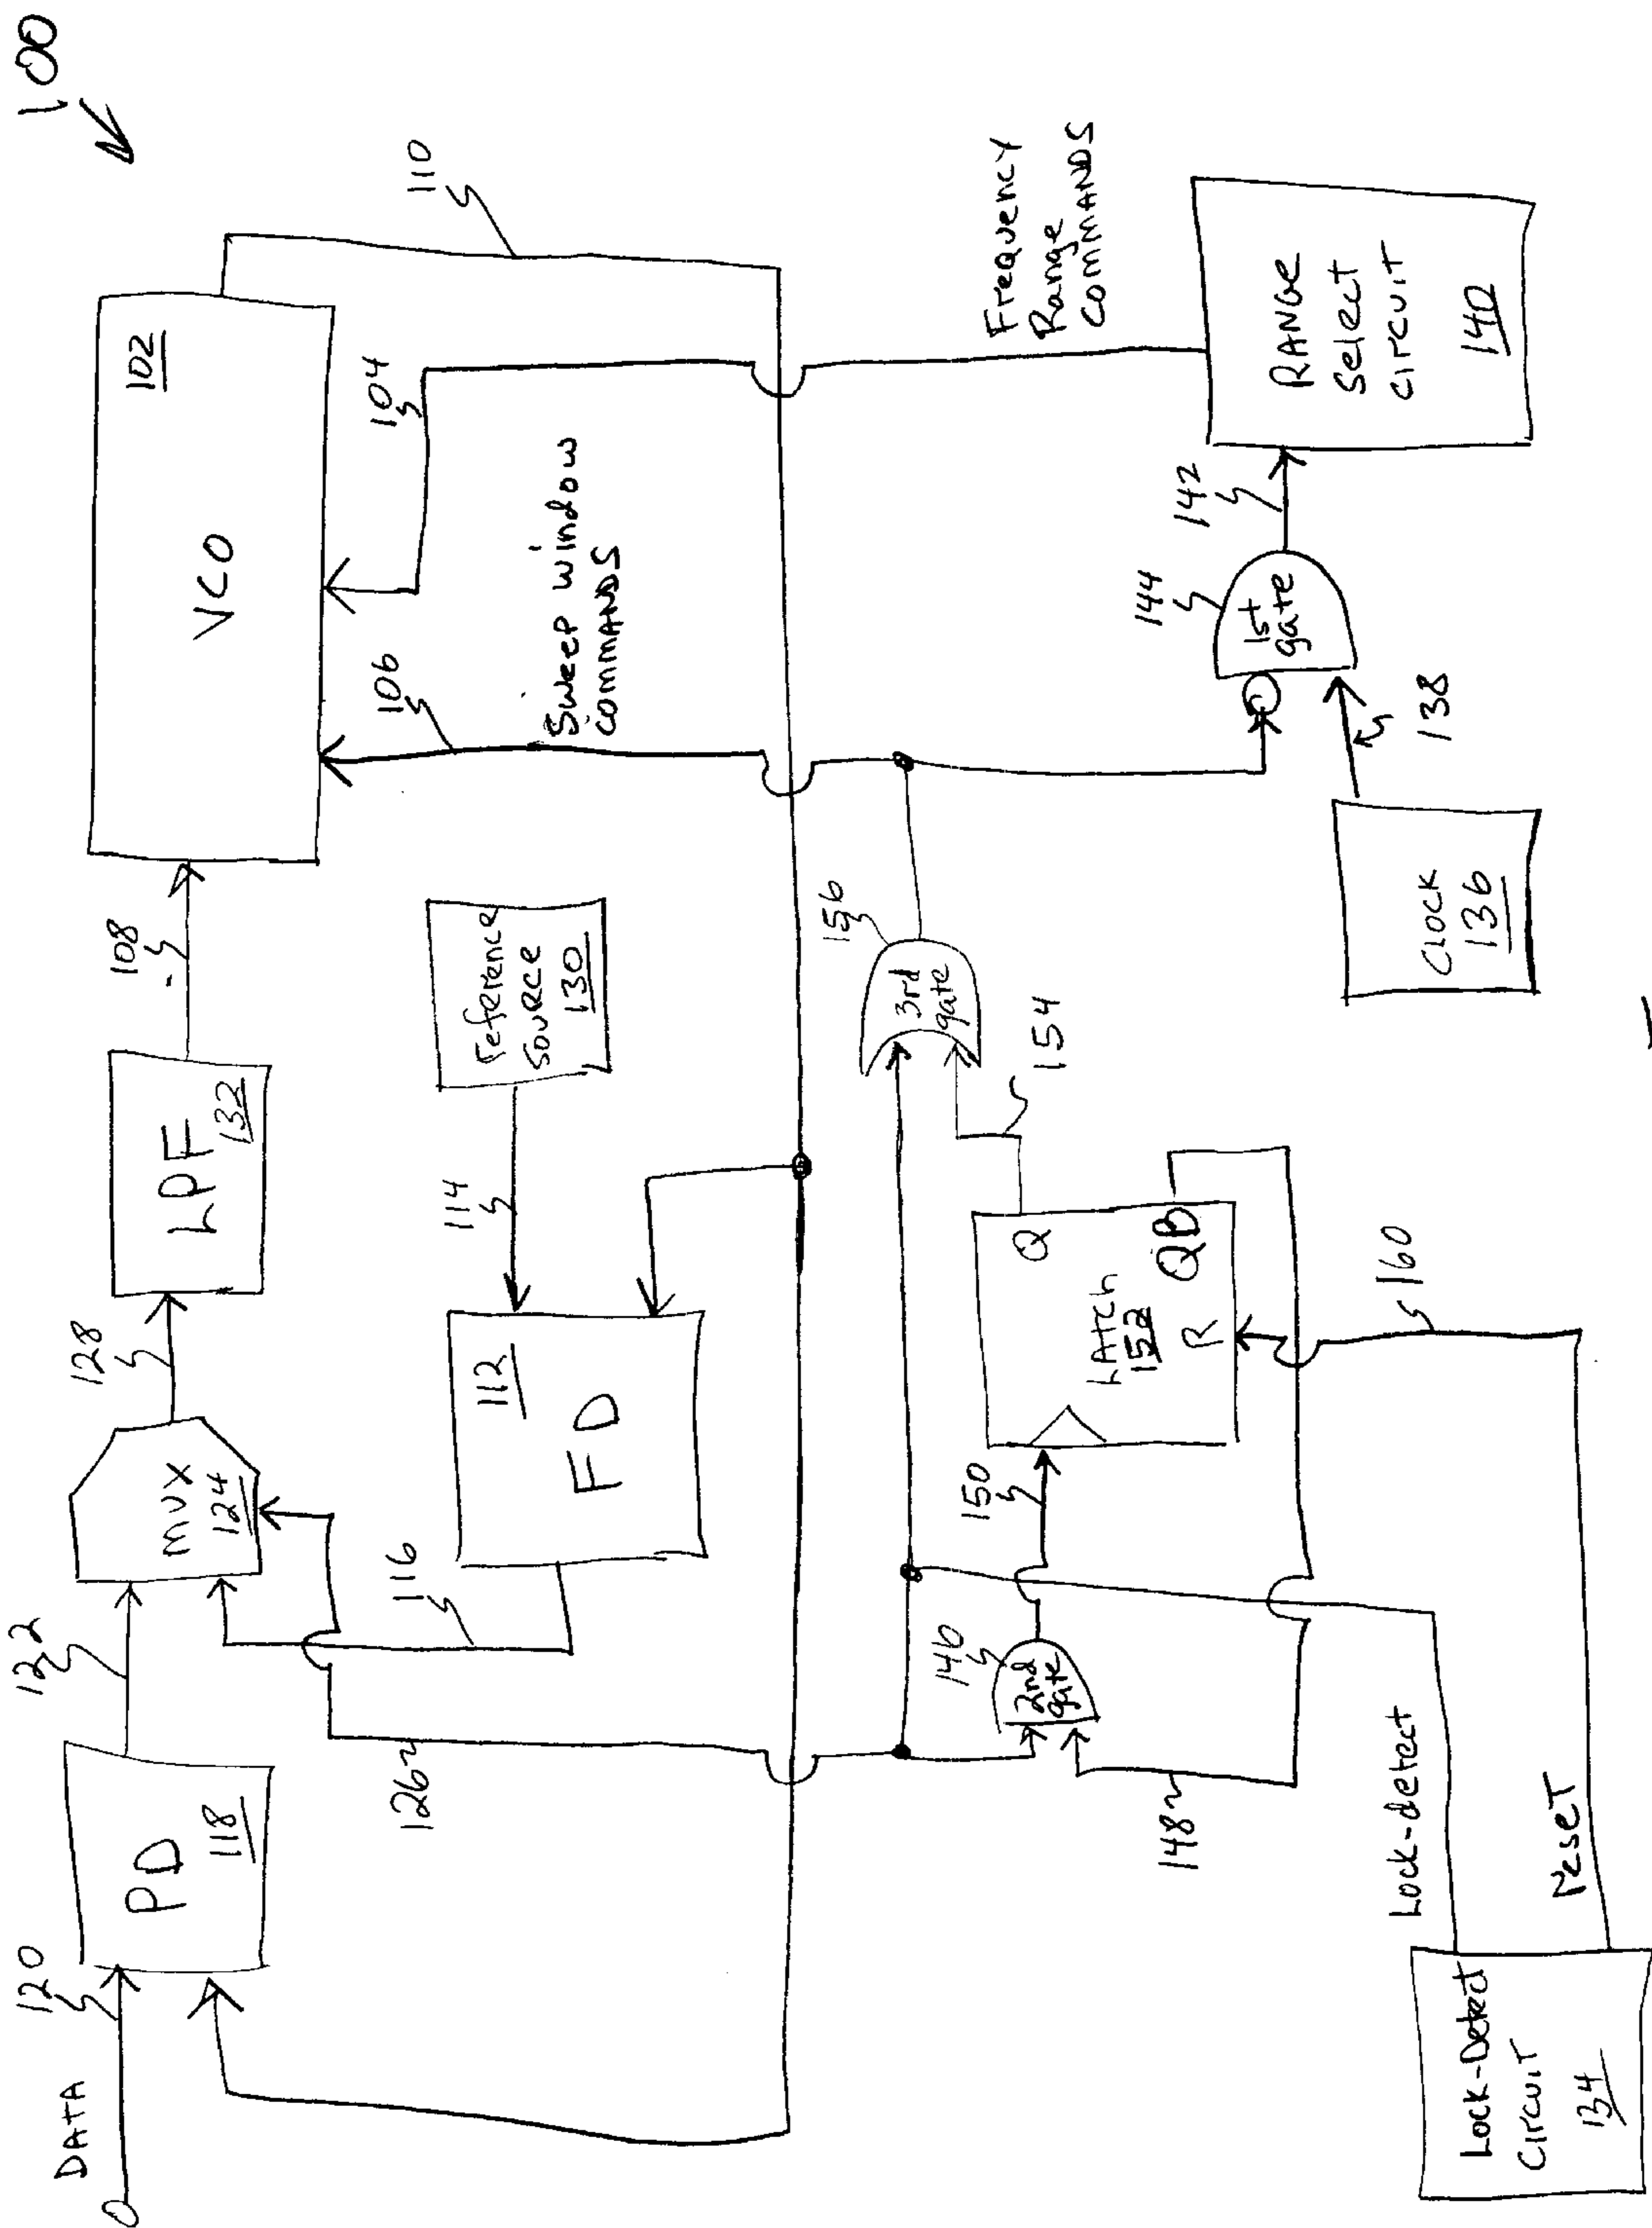 100
DATA
120
PD
118
122
mux
124
128
LPF
132
108
VCO
102
110
126
116
FD
112
114
reference
source
130
106
104
Sweep window
commands
Frequency
Range
commands
146
2nd
gate
148
150
LATCH
152
Q
QB
R
154
3rd
gate
156
160
Lock-detect
reset
Lock-Detect
Circuit
134
Clock
136
138
144
1st
gate
142
RANGE
Select
circuit
140